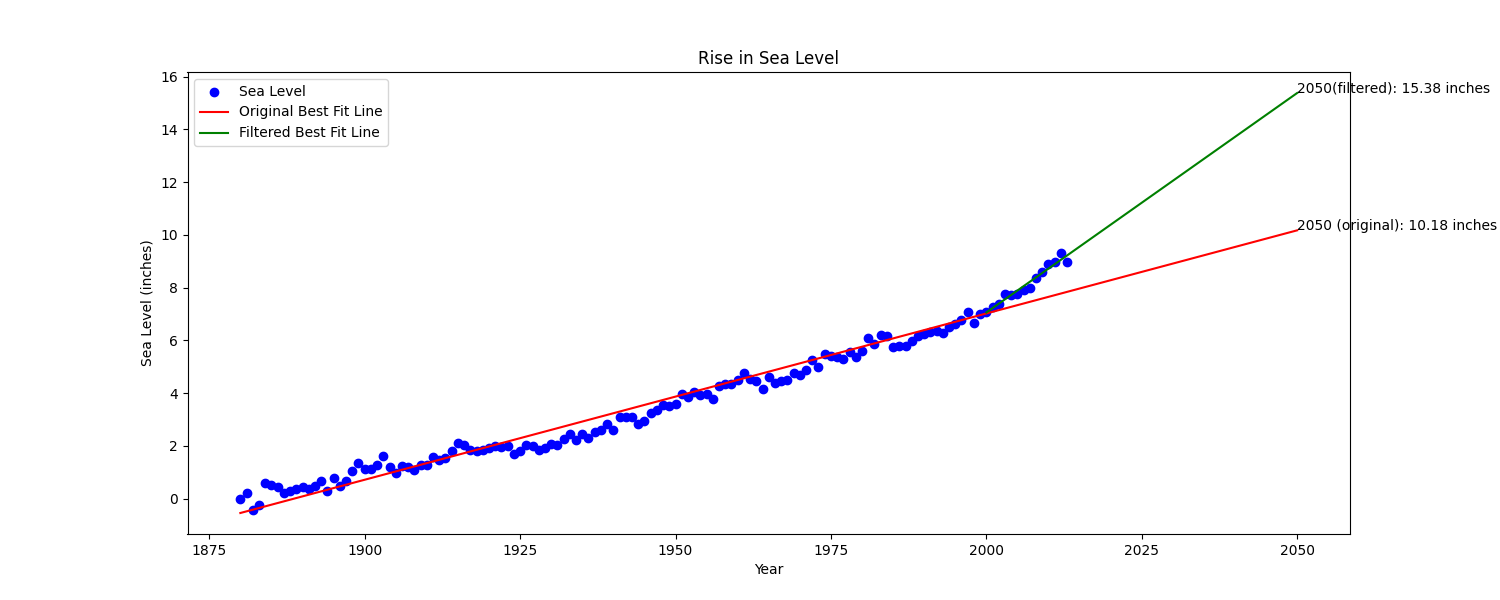 Rise in Sea Level
Sea Level
Original Best Fit Line
Filtered Best Fit Line
2050(filtered): 15.38 inches
2050 (original): 10.18 inches
Sea Level (inches)
16
14
12
10
8
6
4
2
0
1875 1900 1925 1950 1975 2000 2025 2050
Year